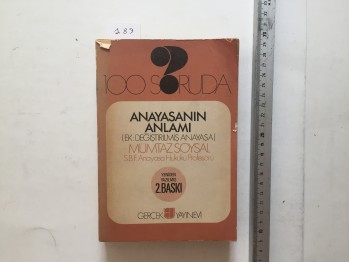 189
100 SORUDA
ANAYASANIN
ANLAMI
(EK: DEĞİŞTİRİLMİŞ ANAYASA)
MÜMTAZ SOYSAL
S.B.F. Anayasa Hukuku Profesörü
YENİDEN
YAZILMIŞ
2. BASKI
GERÇEK YAYINEVİ